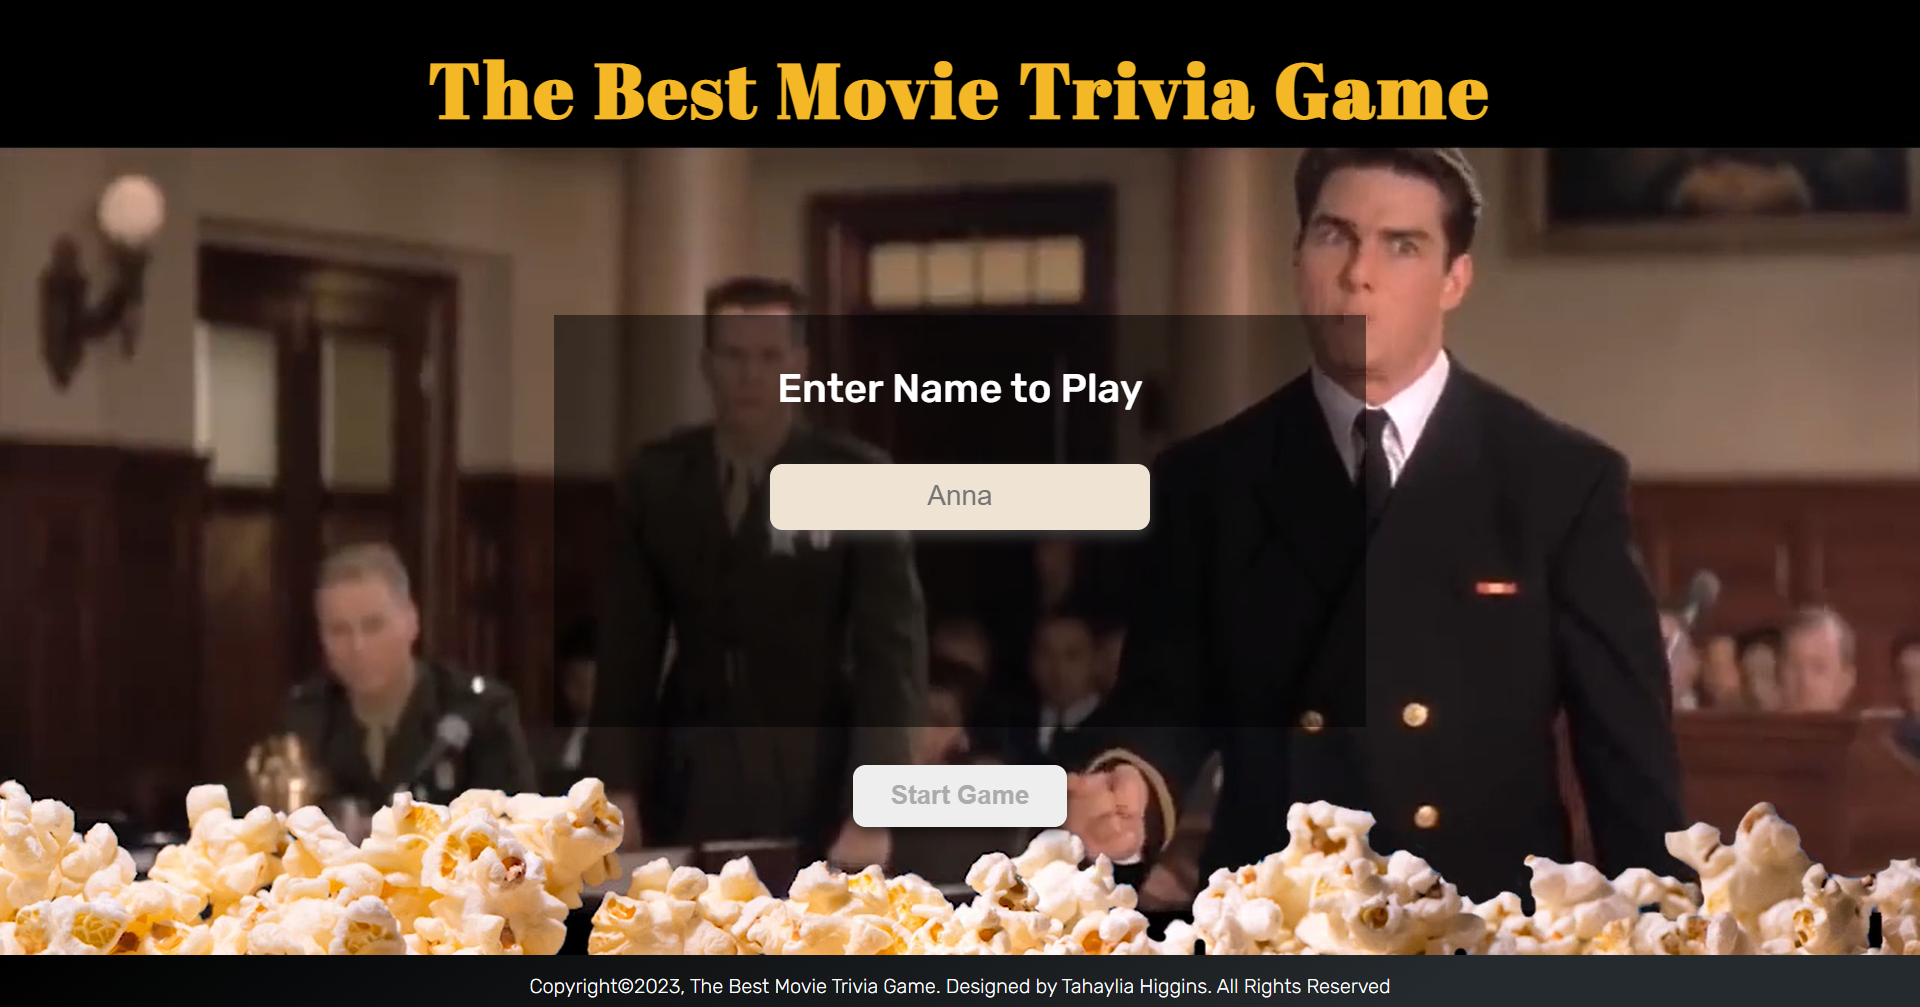 The Best Movie Trivia Game
Enter Name to Play
Anna
Start Game
Copyright©2023, The Best Movie Trivia Game. Designed by Tahaylia Higgins. All Rights Reserved